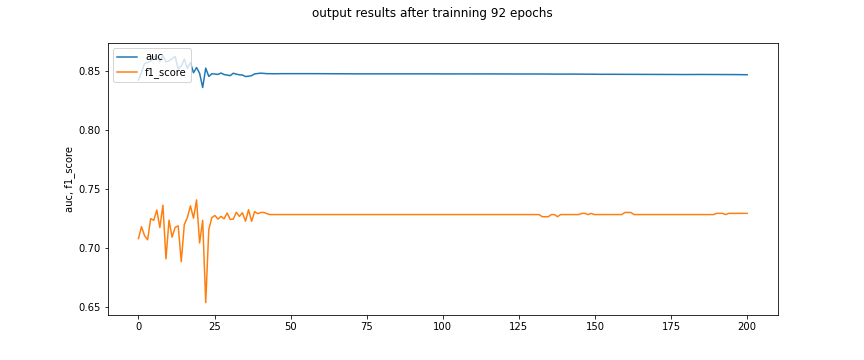 output results after trainning 92 epochs
auc
f1_score
auc, f1_score
0.85
0.80
0.75
0.70
0.65
0 25 50 75 100 125 150 175 200